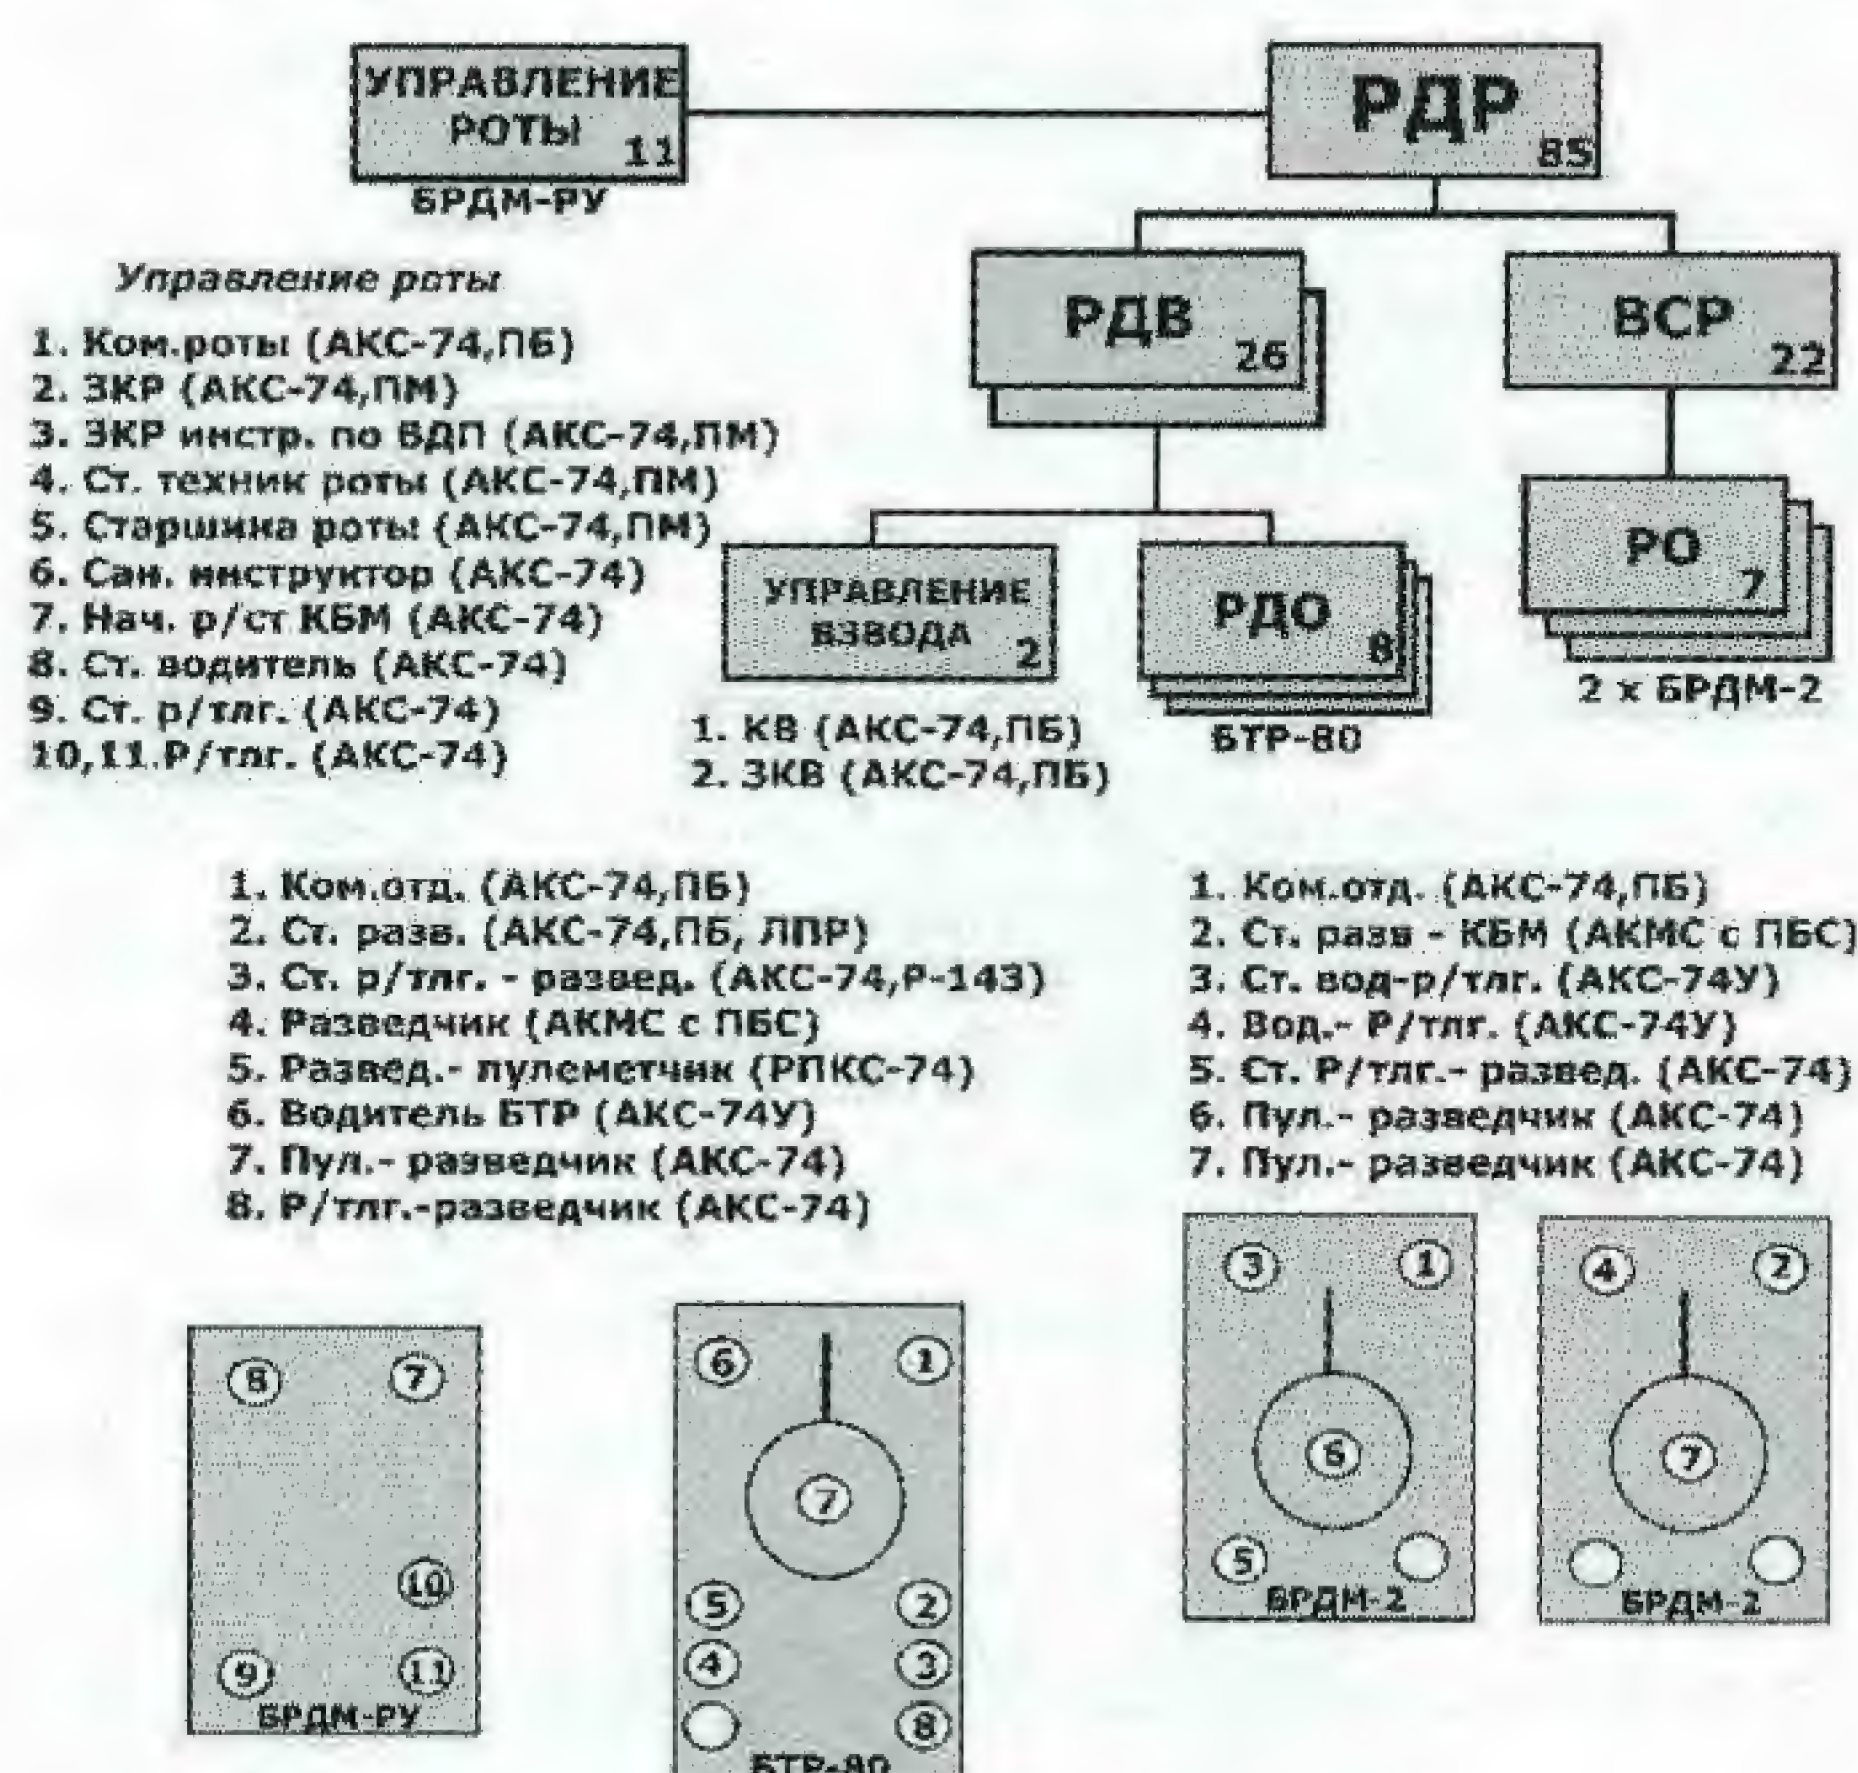 УПРАВЛЕНИЕ
РОТЫ
11
БРДМ-РУ
РДР
85
РДВ
26
ВСР
22
Управление роты
1. Ком.роты (АКС-74,ПБ)
2. ЗКР (АКС-74,ПМ)
3. ЗКР инстр. по ВДП (АКС-74,ПМ)
4. Ст. техник роты (АКС-74,ПМ)
5. Старшина роты (АКС-74,ПМ)
6. Сан. инструктор (АКС-74)
7. Нач. р/ст КБМ (АКС-74)
8. Ст. водитель (АКС-74)
9. Ст. р/тлг. (АКС-74)
10,11.Р/тлг. (АКС-74)
УПРАВЛЕНИЕ
ВЗВОДА
2
РДО
8
РО
7
1. КВ (АКС-74,ПБ)
2. ЗКВ (АКС-74,ПБ)
БТР-80
2 х БРДМ-2
1. Ком.отд. (АКС-74,ПБ)
2. Ст. разв. (АКС-74,ПБ, ЛПР)
3. Ст. р/тлг. - развед. (АКС-74,Р-143)
4. Разведчик (АКМС с ПБС)
5. Развед.- пулеметчик (РПКС-74)
6. Водитель БТР (АКС-74У)
7. Пул.- разведчик (АКС-74)
8. Р/тлг.-разведчик (АКС-74)
1. Ком.отд. (АКС-74,ПБ)
2. Ст. разв - КБМ (АКМС с ПБС)
3. Ст. вод-р/тлг. (АКС-74У)
4. Вод.- Р/тлг. (АКС-74У)
5. Ст. Р/тлг.- развед. (АКС-74)
6. Пул.- разведчик (АКС-74)
7. Пул.- разведчик (АКС-74)
8 7
10
9 11
БРДМ-РУ
6 1
7
5 2
4 3
8
БТР-80
3 1
6
5
БРДМ-2
4 2
7
БРДМ-2